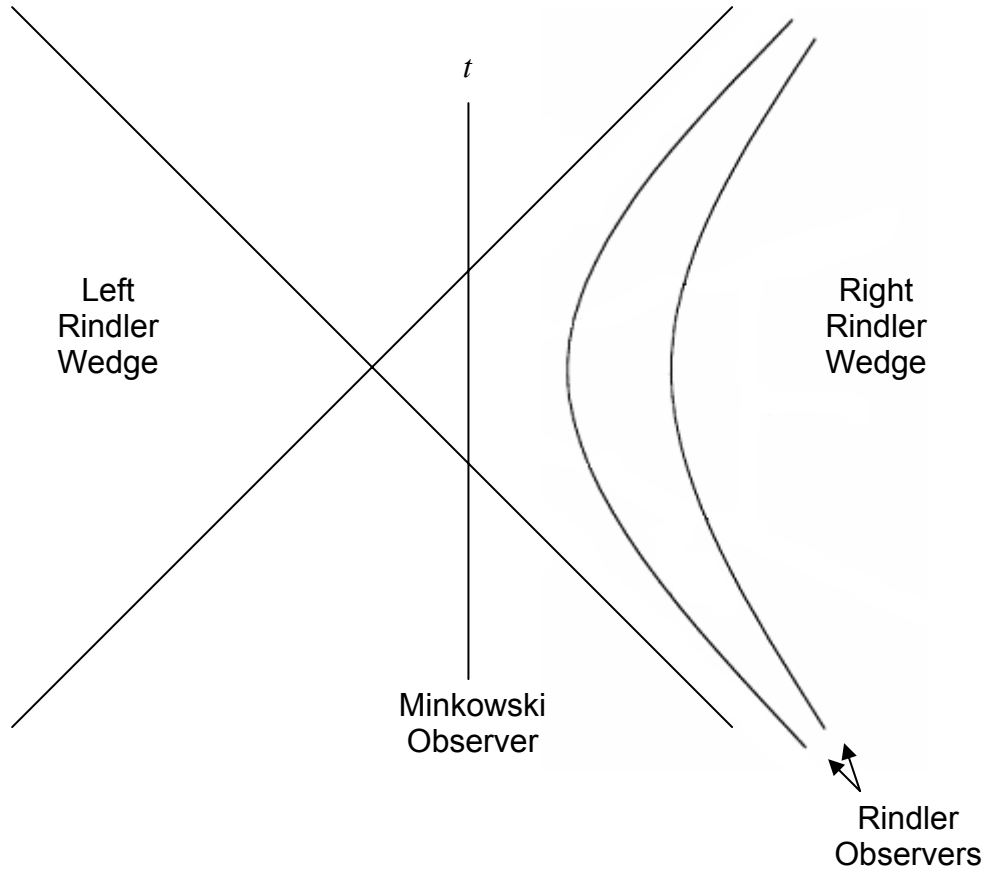 t
Left
Rindler
Wedge
Right
Rindler
Wedge
Minkowski
Observer
Rindler
Observers